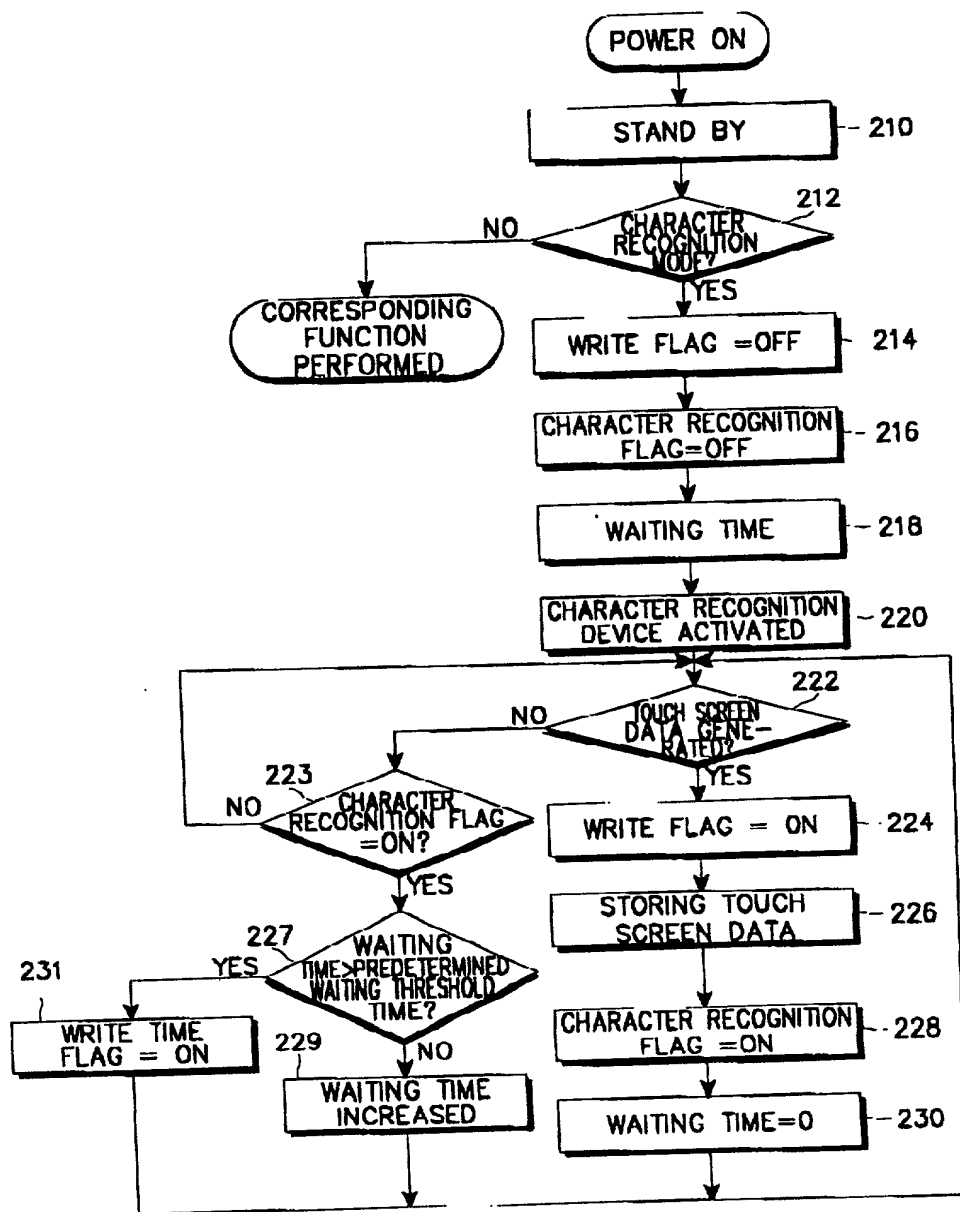 POWER ON
STAND BY
210
212
CHARACTER
RECOGNITION
MODE?
NO
YES
CORRESPONDING
FUNCTION
PERFORMED
WRITE FLAG =OFF
214
CHARACTER RECOGNITION
FLAG=OFF
216
WAITING TIME
218
CHARACTER RECOGNITION
DEVICE ACTIVATED
220
222
TOUCH SCREEN
DATA GENE-
RATED?
NO
YES
223
CHARACTER
RECOGNITION FLAG
=ON?
NO
YES
WRITE FLAG = ON
224
STORING TOUCH
SCREEN DATA
226
227
WAITING
TIME>PREDETERMINED
WAITING THRESHOLD
TIME?
YES
NO
231
WRITE TIME
FLAG = ON
229
WAITING TIME
INCREASED
CHARACTER RECOGNITION
FLAG =ON
228
WAITING TIME=0
230